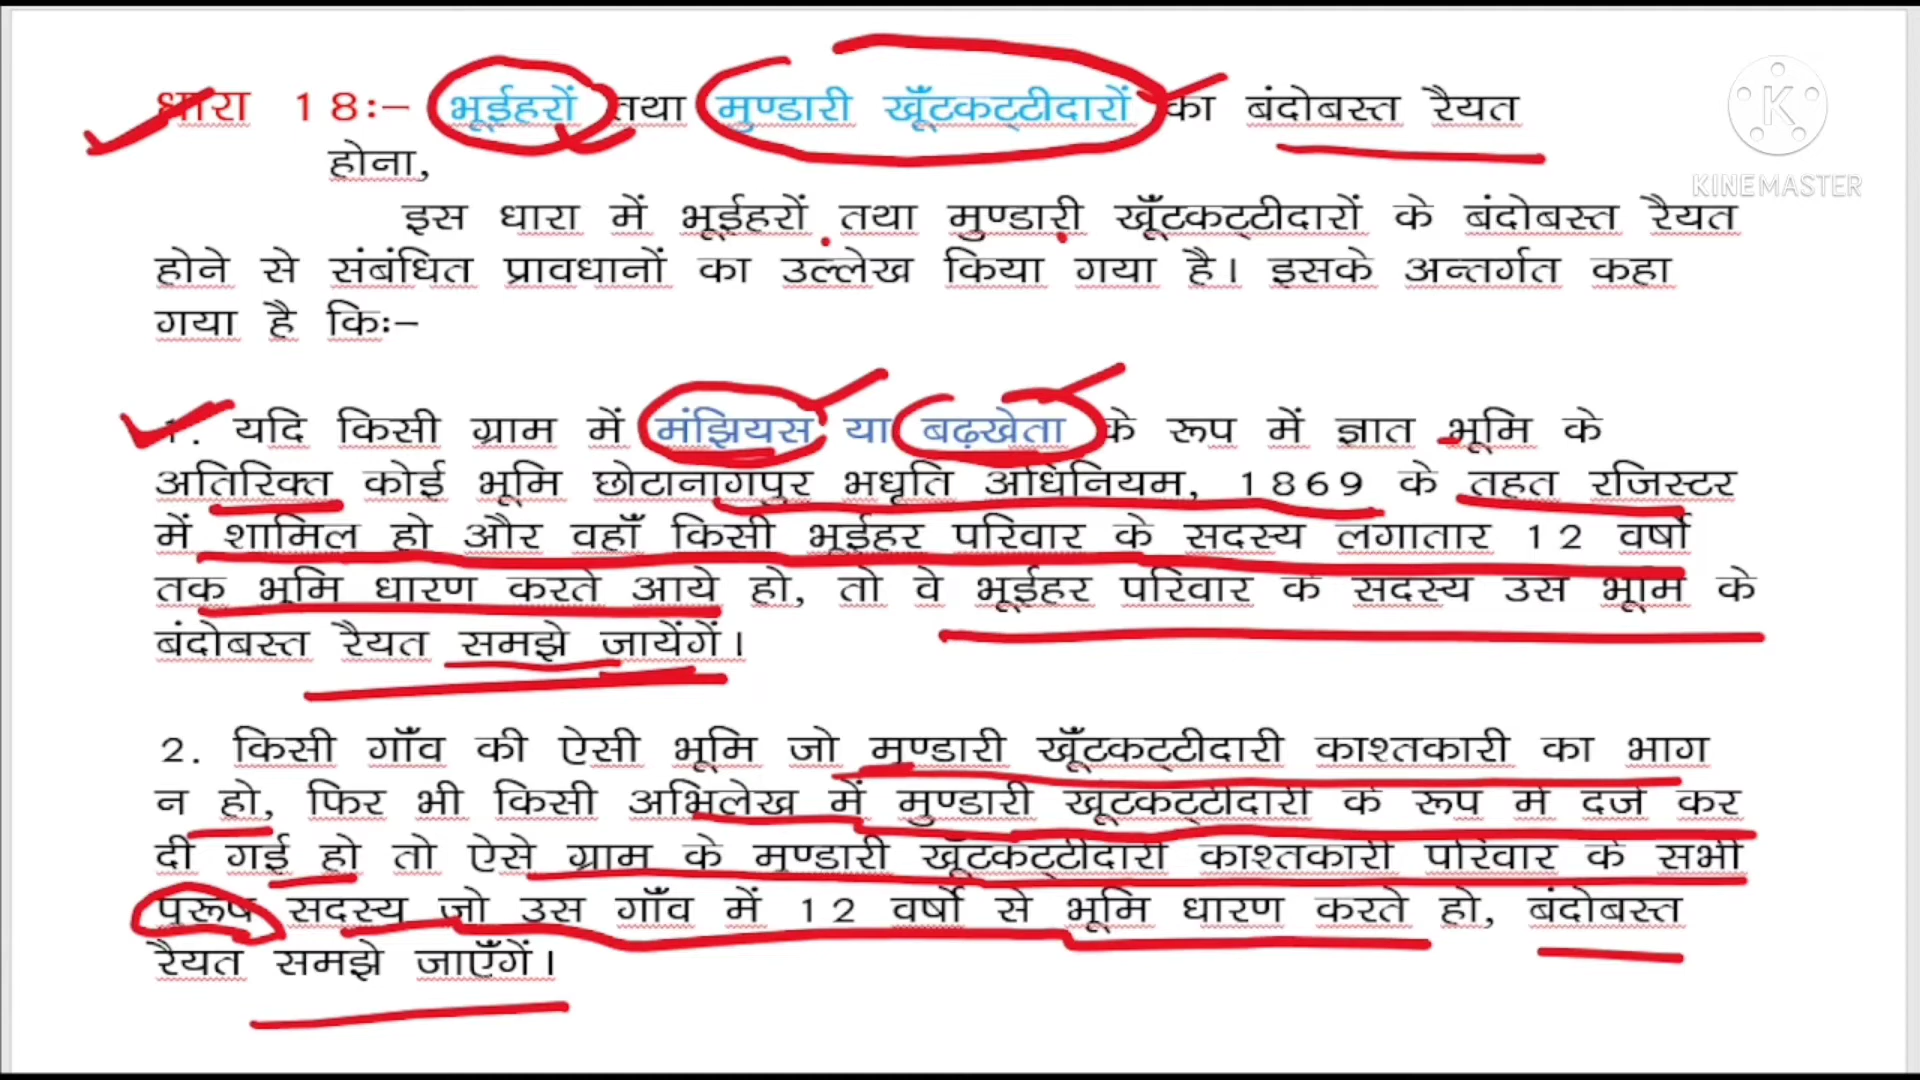 धारा 18ः- भूईहरों तथा मुण्डारी खूँटकट्टीदारों का बंदोबस्त रैयत
होना,
इस धारा में भूईहरों तथा मुण्डारी खूँटकट्टीदारों के बंदोबस्त रैयत
होने से संबंधित प्रावधानों का उल्लेख किया गया है। इसके अन्तर्गत कहा
गया है किः-
1. यदि किसी ग्राम में मंझियस या बढ़खेता के रूप में ज्ञात भूमि के
अतिरिक्त कोई भूमि छोटानागपुर भधृति अधिनियम, 1869 के तहत रजिस्टर
में शामिल हो और वहाँ किसी भूईहर परिवार के सदस्य लगातार 12 वर्षों
तक भूमि धारण करते आये हो, तो वे भूईहर परिवार के सदस्य उस भूमि के
बंदोबस्त रैयत समझे जायेंगें।
2. किसी गाँव की ऐसी भूमि जो मुण्डारी खूँटकट्टीदारी काश्तकारी का भाग
न हो, फिर भी किसी अभिलेख में मुण्डारी खूँटकट्टीदारी के रूप में दर्ज कर
दी गई हो तो ऐसे ग्राम के मुण्डारी खूँटकट्टीदारी काश्तकारी परिवार के सभी
पुरूष सदस्य जो उस गाँव में 12 वर्षों से भूमि धारण करते हो, बंदोबस्त
रैयत समझे जाएँगें।
K
KINEMASTER